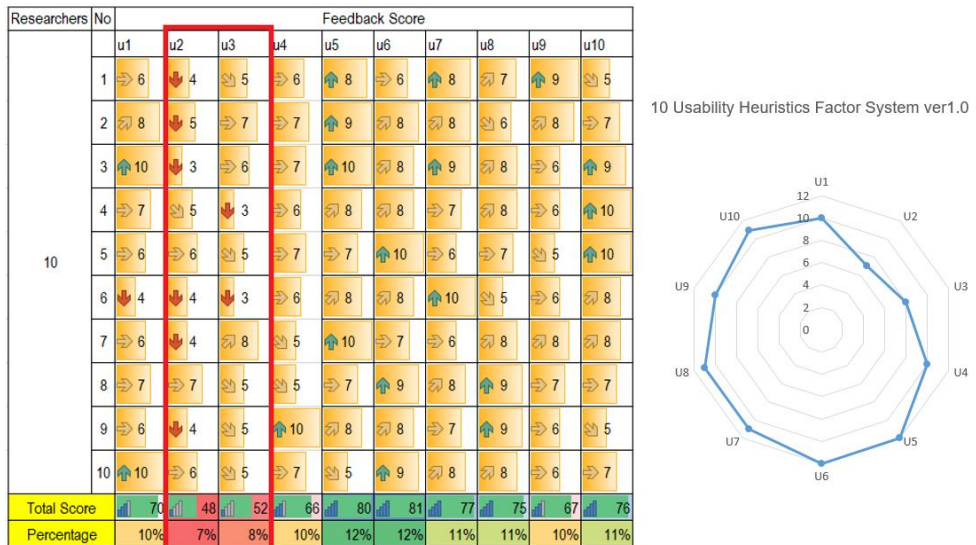 Researchers No Feedback Score
u1 u2 u3 u4 u5 u6 u7 u8 u9 u10
1 6 4 5 6 8 6 8 7 9 5
2 8 5 7 7 9 8 8 6 8 7
3 10 3 6 7 10 8 9 8 6 9
4 7 5 3 6 8 8 7 8 6 10
10
5 6 6 5 7 7 10 6 7 5 10
6 4 4 3 6 8 8 10 5 6 8
7 6 4 8 5 10 7 6 8 8 8
8 7 7 5 5 7 9 8 9 7 7
9 6 4 5 10 8 8 7 9 6 5
10 10 6 5 7 5 9 8 8 6 7
Total Score 70 48 52 66 80 81 77 75 67 76
Percentage 10% 7% 8% 10% 12% 12% 11% 11% 10% 11%
10 Usability Heuristics Factor System ver1.0
U1
12
U10 10 U2
8
6
U9 4 U3
2
0
U8 U4
U7 U5
U6